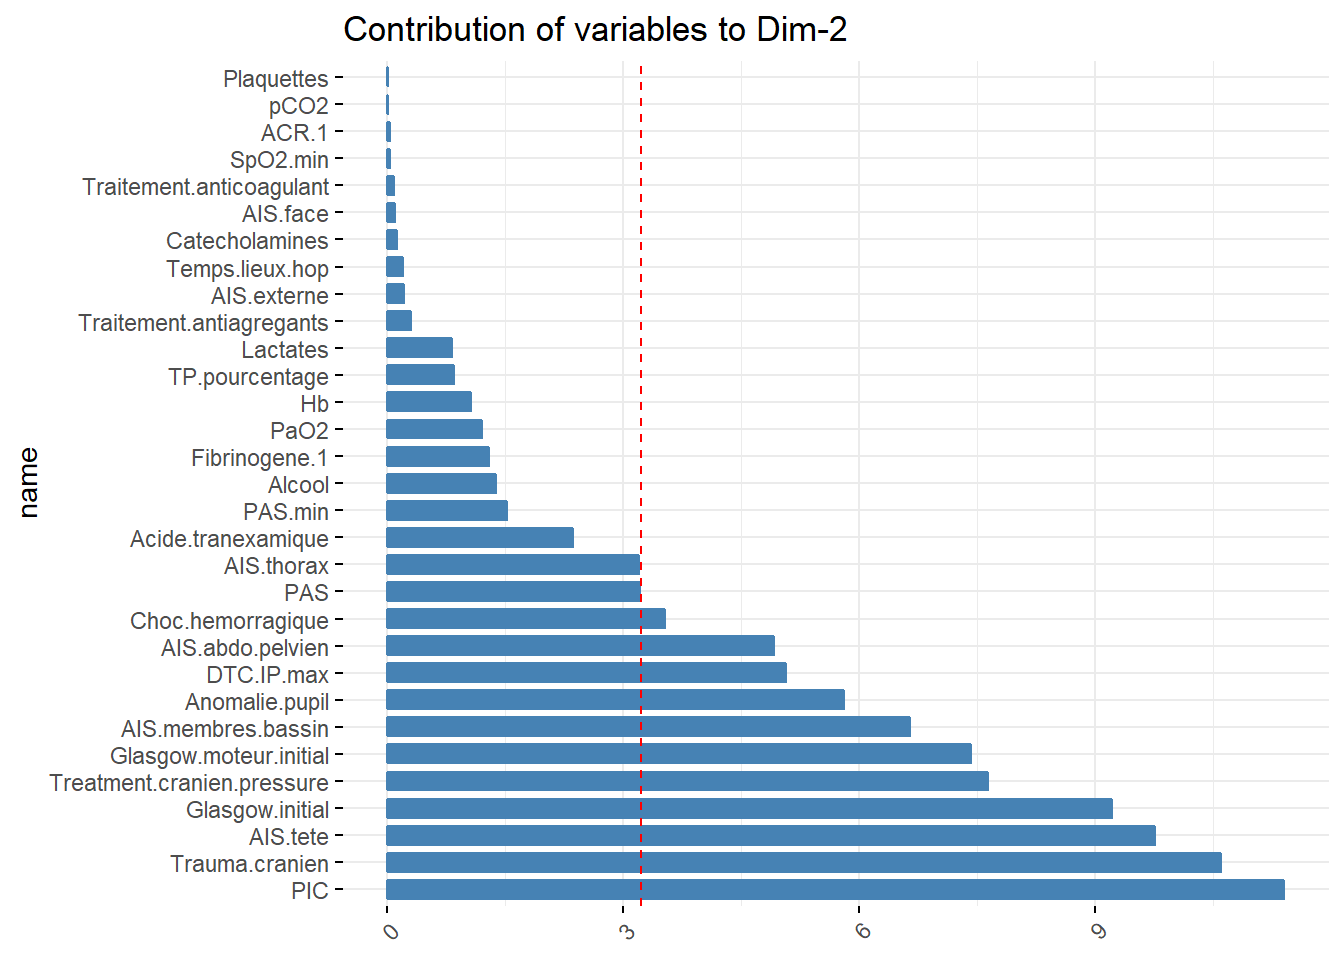 Contribution of variables to Dim-2
Plaquettes
pCO2
ACR.1
SpO2.min
Traitement.anticoagulant
AIS.face
Catecholamines
Temps.lieux.hop
AIS.externe
Traitement.antiagregants
Lactates
TP.pourcentage
Hb
PaO2
Fibrinogene.1
Alcool
PAS.min
Acide.tranexamique
AIS.thorax
PAS
Choc.hemorragique
AIS.abdo.pelvien
DTC.IP.max
Anomalie.pupil
AIS.membres.bassin
Glasgow.moteur.initial
Treatment.cranien.pressure
Glasgow.initial
AIS.tete
Trauma.cranien
PIC
name
0 3 6 9